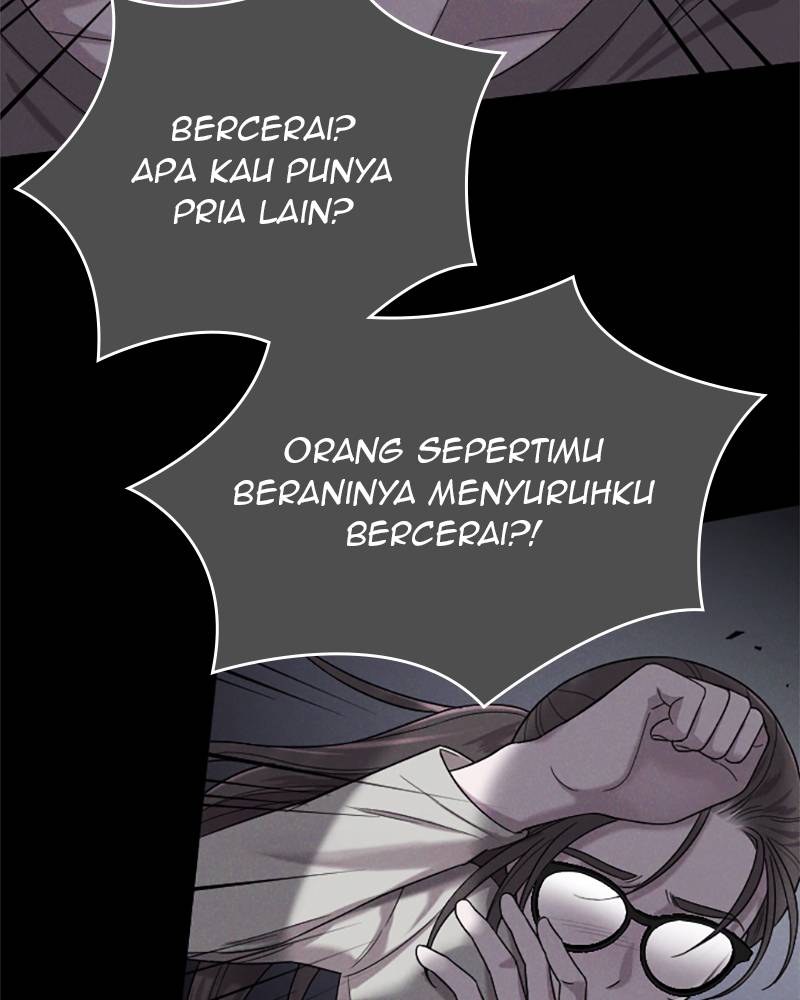 BERCERAI?
APA KAU PUNYA
PRIA LAIN?
ORANG SEPERTIMU
BERANINYA MENYURUHKU
BERCERAI?!